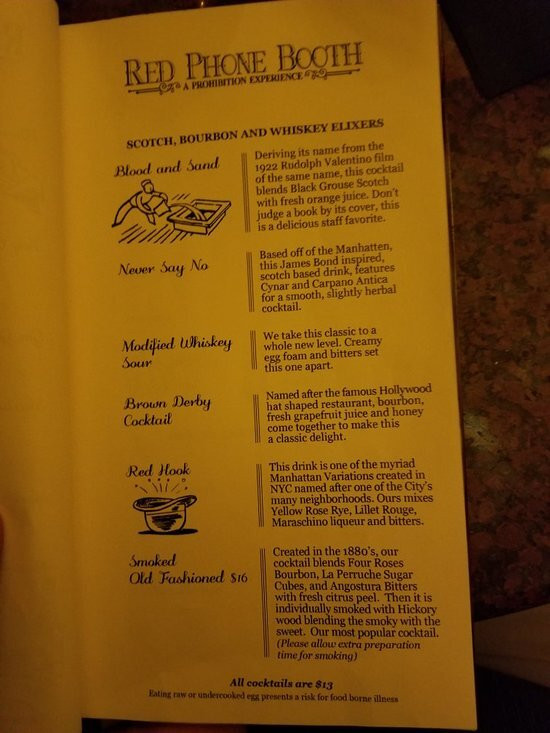 RED PHONE BOOTH
A PROHIBITION EXPERIENCE
SCOTCH, BOURBON AND WHISKEY ELIXERS
Blood and Sand
Deriving its name from the
1922 Rudolph Valentino film
of the same name, this cocktail
blends Black Grouse Scotch
with fresh orange juice. Don't
judge a book by its cover, this
is a delicious staff favorite.
Never Say No
Based off of the Manhatten,
this James Bond inspired,
scotch based drink, features
Cynar and Carpano Antica
for a smooth, slightly herbal
cocktail.
Modified Whiskey
Sour
We take this classic to a
whole new level. Creamy
egg foam and bitters set
this one apart.
Brown Derby
Cocktail
Named after the famous Hollywood
hat shaped restaurant, bourbon,
fresh grapefruit juice and honey
come together to make this
a classic delight.
Red Hook
This drink is one of the myriad
Manhattan Variations created in
NYC named after one of the City's
many neighborhoods. Ours mixes
Yellow Rose Rye, Lillet Rouge,
Maraschino liqueur and bitters.
Smoked
Old Fashioned $16
Created in the 1880's, our
cocktail blends Four Roses
Bourbon, La Perruche Sugar
Cubes, and Angostura Bitters
with fresh citrus peel. Then it is
individually smoked with Hickory
wood blending the smoky with the
sweet. Our most popular cocktail.
(Please allow extra preparation
time for smoking)
All cocktails are $13
Eating raw or undercooked egg presents a risk for food borne illness